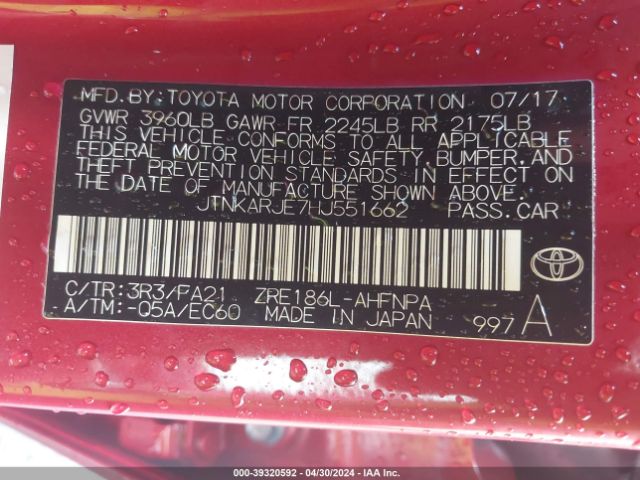 MFD.BY:TOYOTA MOTOR CORPORATION 07/17
GVWR 3960LB GAWR FR 2245LB RR 2175LB
THIS VEHICLE CONFORMS TO ALL APPLICABLE
FEDERAL MOTOR VEHICLE SAFETY,BUMPER,AND
THEFT PREVENTION STANDARDS IN EFFECT ON
THE DATE OF MANUFACTURE SHOWN ABOVE.
JTNKARJE7HJ551662 PASS.CAR
C/TR:3R3/FA21 ZRE186L-AHFNPA
A/TM:-Q5A/EC60 MADE IN JAPAN 997 A
000-39320592 - 04/30/2024 - IAA Inc.